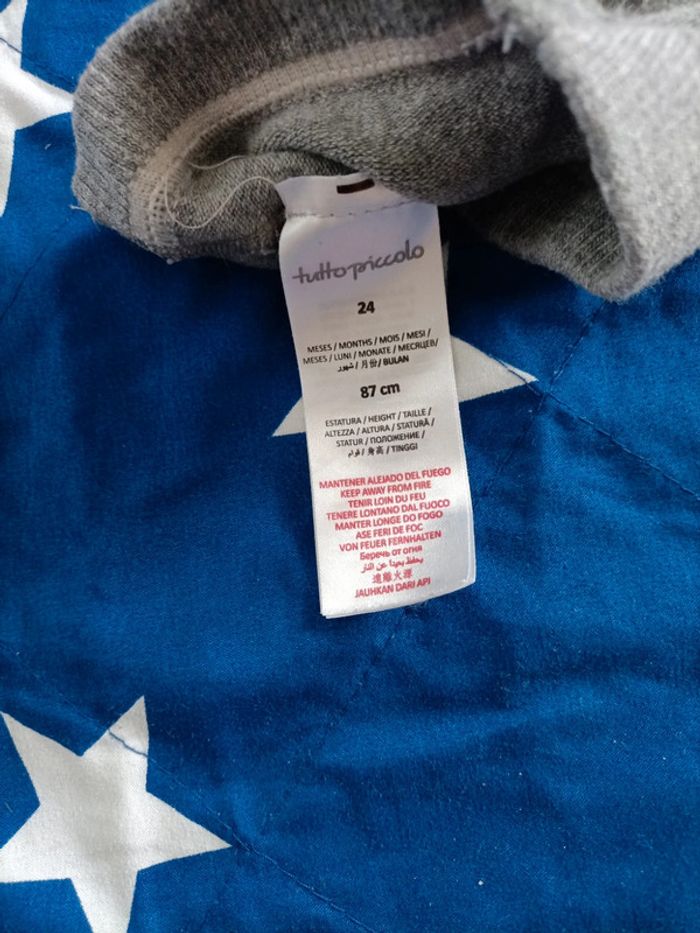 tuttopiccolo
24
MESES / MONTHS / MOIS / MESI /
MESES / LUNI / MONATE / МЕСЯЦЕВ/
شهور / 月份/ BULAN
87 cm
ESTATURA / HEIGHT / TAILLE /
ALTEZZA / ALTURA / STATURĂ /
STATUR / ПОЛОЖЕНИЕ /
قوام / 身高 / TINGGI
MANTENER ALEJADO DEL FUEGO
KEEP AWAY FROM FIRE
TENIR LOIN DU FEU
TENERE LONTANO DAL FUOCO
MANTER LONGE DO FOGO
ASE FERI DE FOC
VON FEUER FERNHALTEN
Беречь от огня
يحفظ بعيدا عن النار
遠離火源
JAUHKAN DARI API